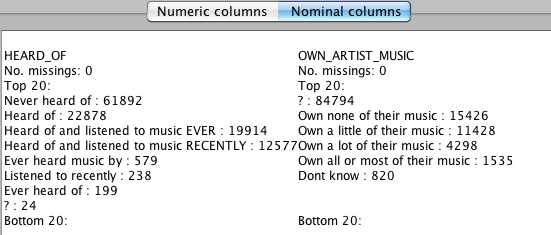 Numeric columns Nominal columns
HEARD_OF
No. missings: 0
Top 20:
Never heard of : 61892
Heard of : 22878
Heard of and listened to music EVER : 19914
Heard of and listened to music RECENTLY : 12577
Ever heard music by : 579
Listened to recently : 238
Ever heard of : 199
? : 24
Bottom 20:
OWN_ARTIST_MUSIC
No. missings: 0
Top 20:
? : 84794
Own none of their music : 15426
Own a little of their music : 11428
Own a lot of their music : 4298
Own all or most of their music : 1535
Dont know : 820
Bottom 20: